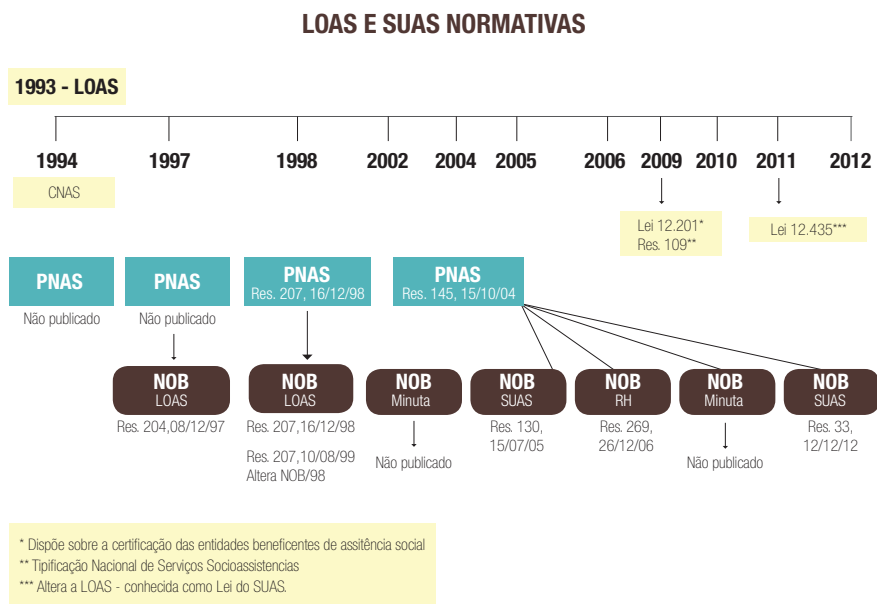 LOAS E SUAS NORMATIVAS
1993 - LOAS
1994 1997 1998 2002 2004 2005 2006 2009 2010 2011 2012
CNAS
Lei 12.201*
Res. 109**
Lei 12.435***
PNAS
Não publicado
PNAS
Não publicado
PNAS
Res. 207, 16/12/98
PNAS
Res. 145, 15/10/04
NOB
LOAS
Res. 204,08/12/97
NOB
LOAS
Res. 207,16/12/98
Res. 207,10/08/99
Altera NOB/98
NOB
Minuta
Não publicado
NOB
SUAS
Res. 130,
15/07/05
NOB
RH
Res. 269,
26/12/06
NOB
Minuta
Não publicado
NOB
SUAS
Res. 33,
12/12/12
* Dispõe sobre a certificação das entidades beneficentes de assitência social
** Tipificação Nacional de Serviços Socioassistencias
*** Altera a LOAS - conhecida como Lei do SUAS.